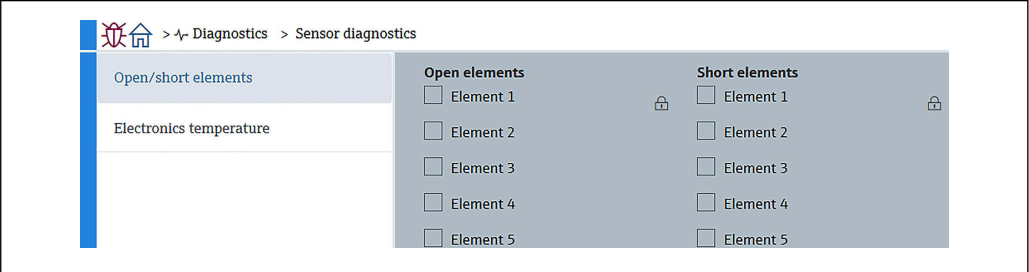 > Diagnostics > Sensor diagnostics
Open/short elements
Electronics temperature
Open elements
Element 1
Element 2
Element 3
Element 4
Element 5
Short elements
Element 1
Element 2
Element 3
Element 4
Element 5